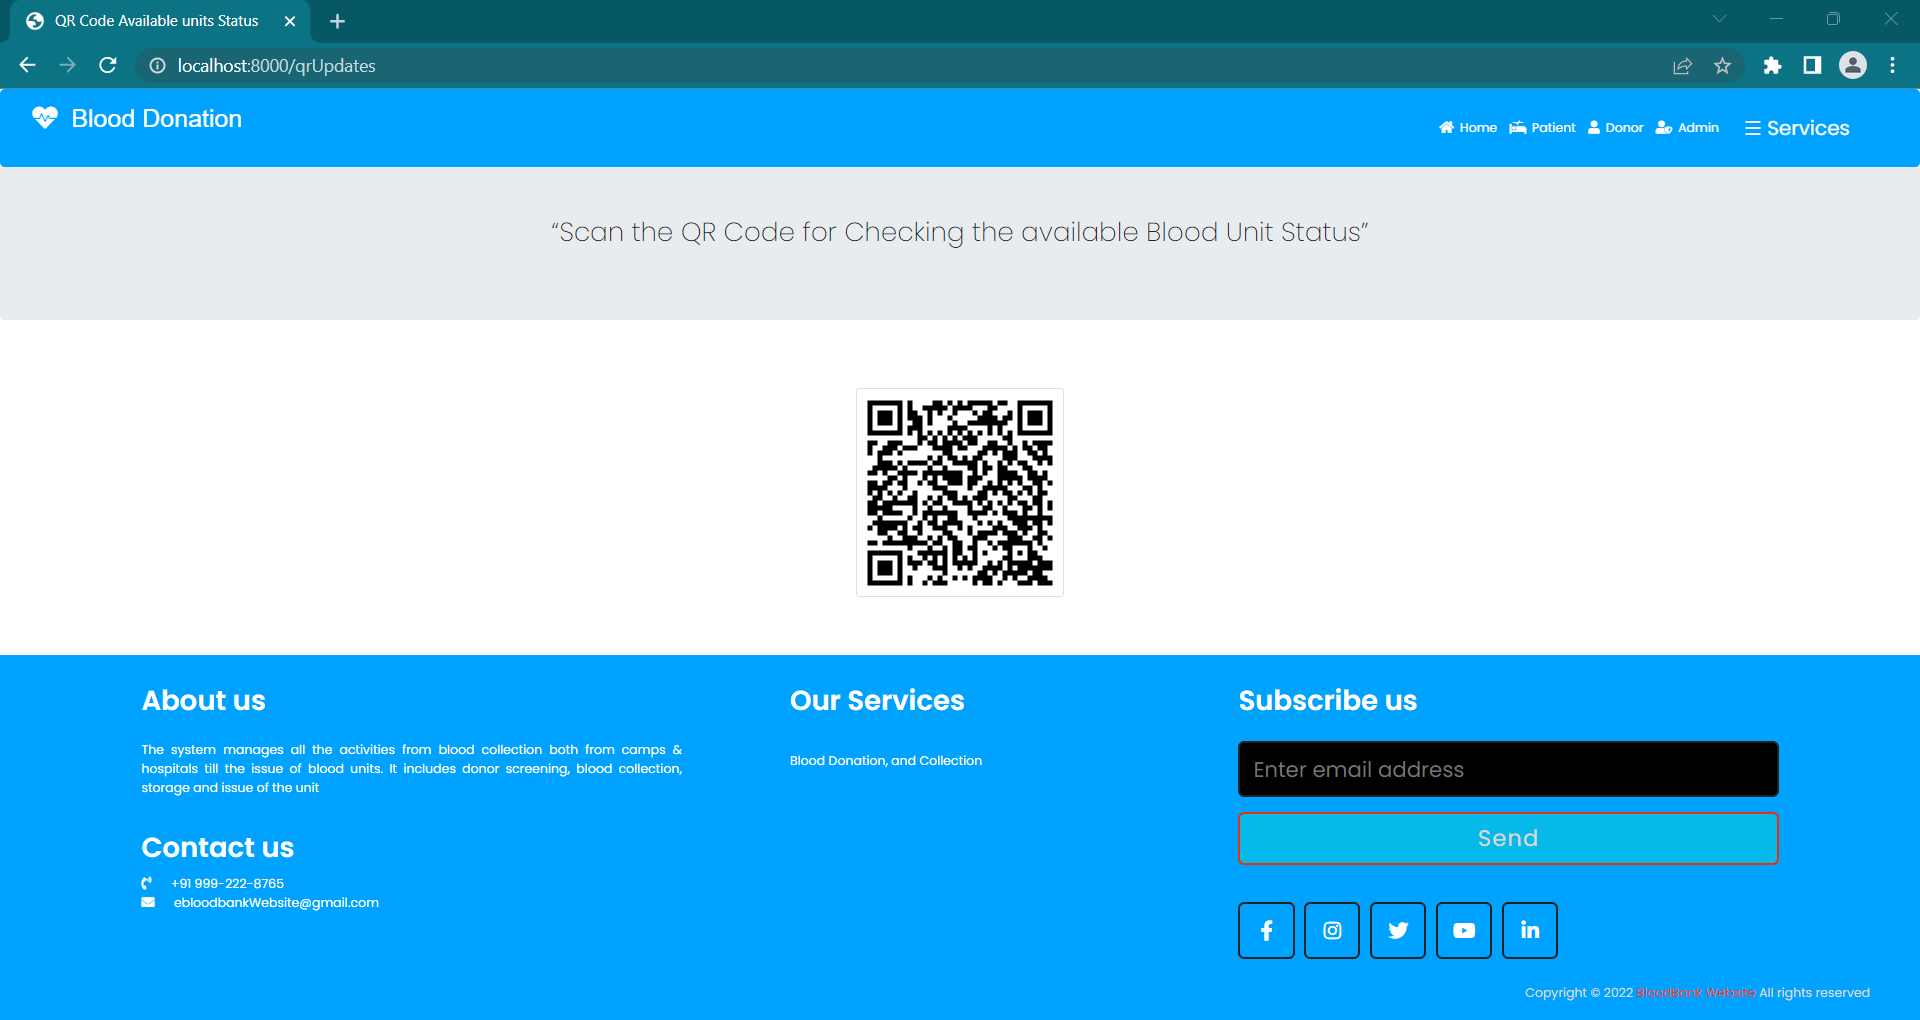 QR Code Available units Status
localhost:8000/qrUpdates
Blood Donation
Home Patient Donor Admin Services
“Scan the QR Code for Checking the available Blood Unit Status”
About us
The system manages all the activities from blood collection both from camps &
hospitals till the issue of blood units. It includes donor screening, blood collection,
storage and issue of the unit
Contact us
+91 999-222-8765
ebloodbankWebsite@gmail.com
Our Services
Blood Donation, and Collection
Subscribe us
Enter email address
Send
Copyright © 2022 BloodBank Website All rights reserved